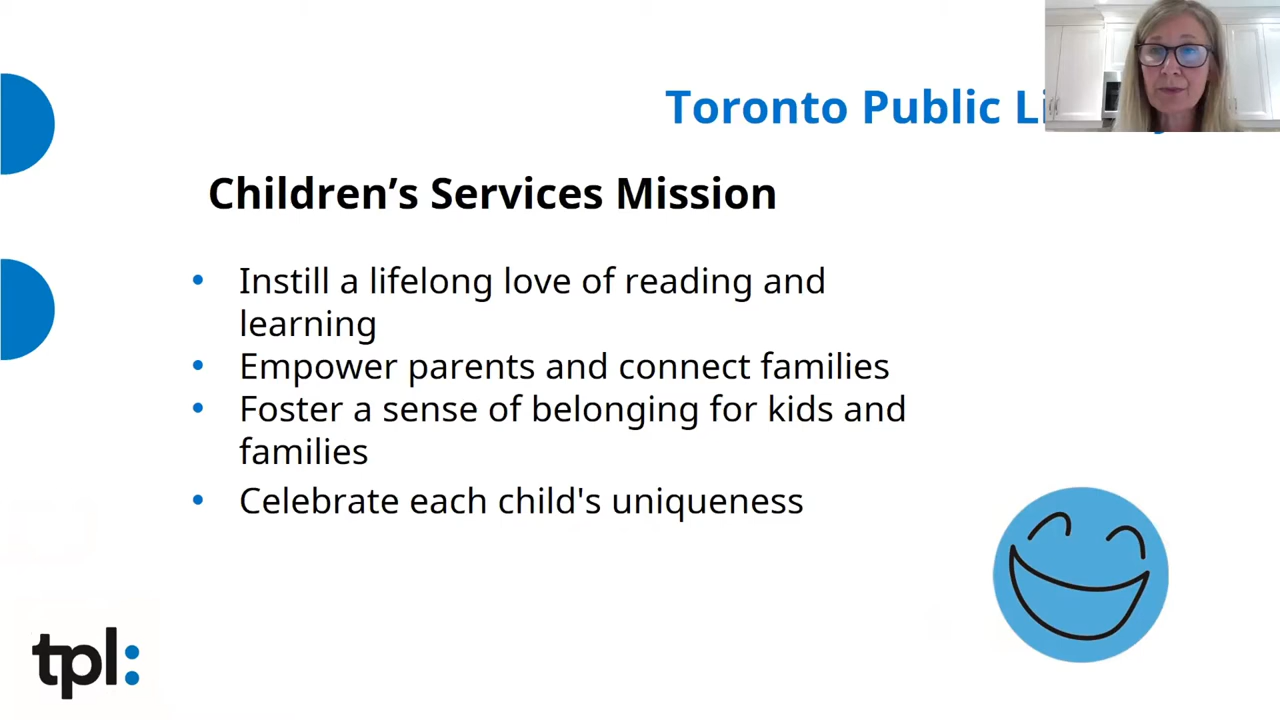 Toronto Public
Children’s Services Mission
• Instill a lifelong love of reading and
learning
• Empower parents and connect families
• Foster a sense of belonging for kids and
families
• Celebrate each child's uniqueness
tpl: